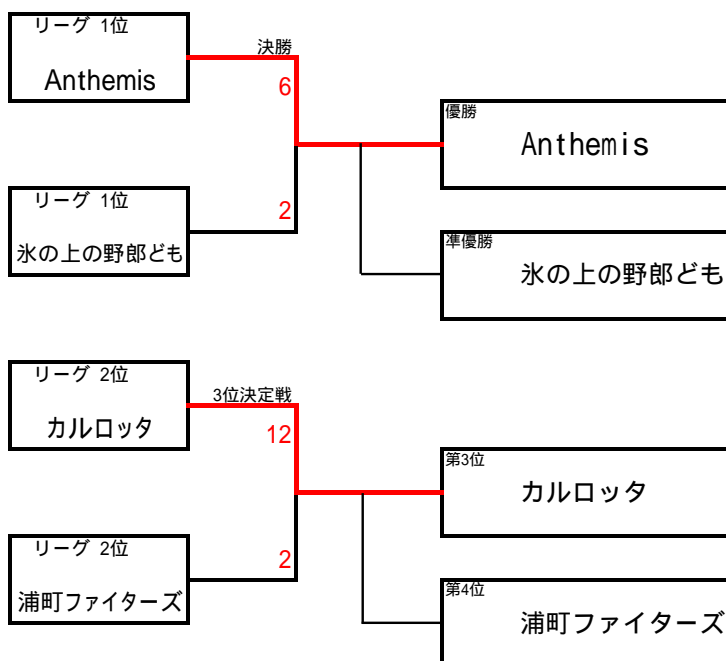 リーグ 1位
Anthemis
決勝
6
優勝
Anthemis
リーグ 1位
氷の上の野郎ども
2
準優勝
氷の上の野郎ども
リーグ 2位
カルロッタ
3位決定戦
12
第3位
カルロッタ
リーグ 2位
浦町ファイターズ
2
第4位
浦町ファイターズ